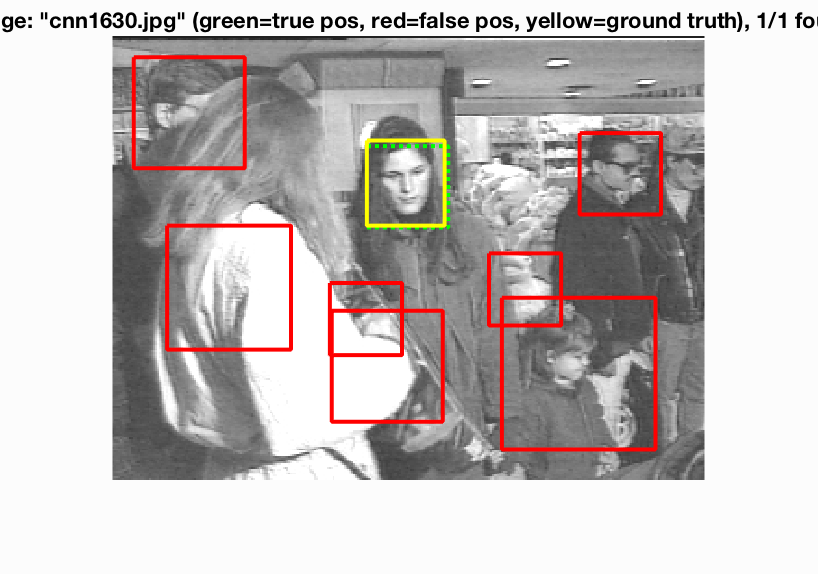 ge: "cnn1630.jpg" (green=true pos, red=false pos, yellow=ground truth), 1/1 fou